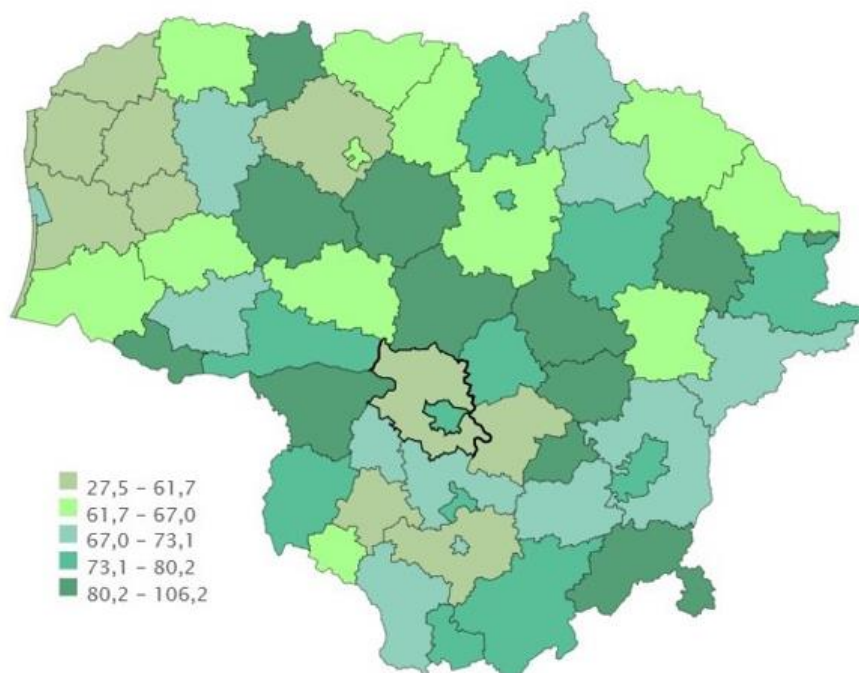 27,5 – 61,7
61,7 – 67,0
67,0 – 73,1
73,1 – 80,2
80,2 – 106,2